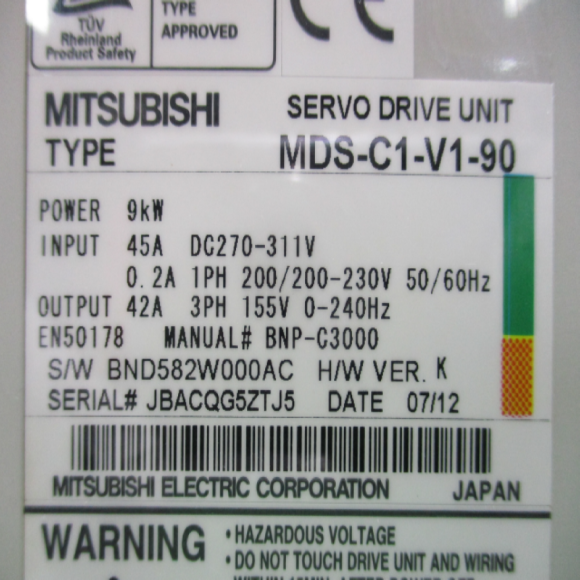 TÜV
Rheinland
Product Safety
TYPE
APPROVED
CE
MITSUBISHI SERVO DRIVE UNIT
TYPE MDS-C1-V1-90
POWER 9kW
INPUT 45A DC270-311V
0.2A 1PH 200/200-230V 50/60Hz
OUTPUT 42A 3PH 155V 0-240Hz
EN50178 MANUAL# BNP-C3000
S/W BND582W000AC H/W VER. K
SERIAL# JBACQG5ZTJ5 DATE 07/12
MITSUBISHI ELECTRIC CORPORATION JAPAN
WARNING
•HAZARDOUS VOLTAGE
•DO NOT TOUCH DRIVE UNIT AND WIRING